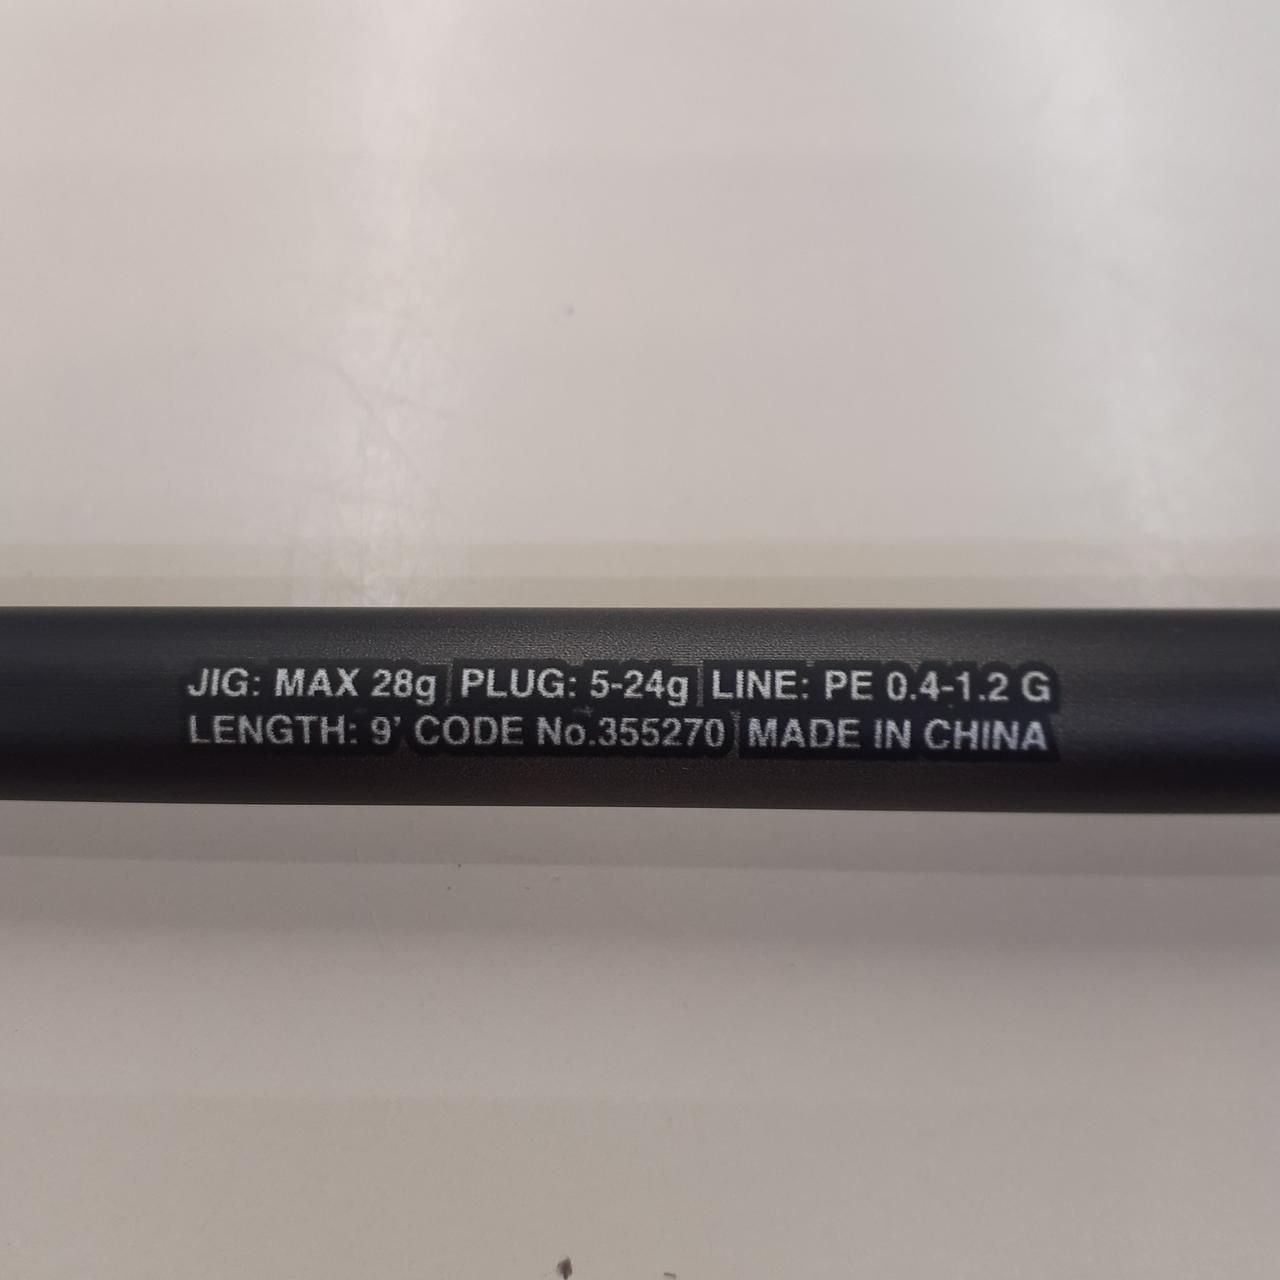 JIG: MAX 28g PLUG: 5-24g LINE: PE 0.4-1.2 G
LENGTH: 9' CODE No.355270 MADE IN CHINA